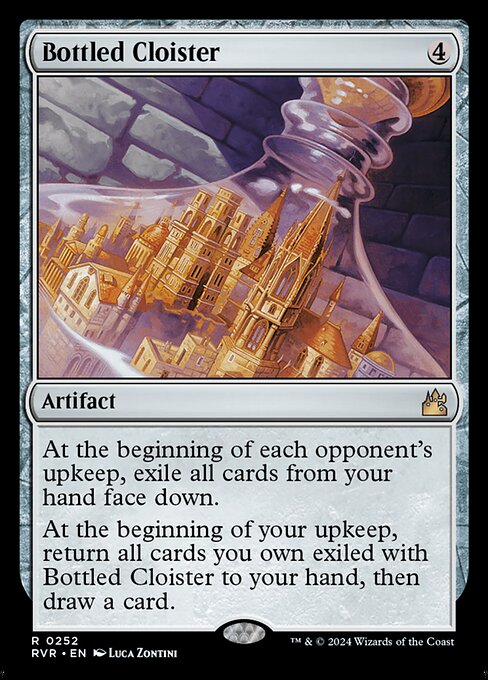 Bottled Cloister 4
Artifact
At the beginning of each opponent's
upkeep, exile all cards from your
hand face down.
At the beginning of your upkeep,
return all cards you own exiled with
Bottled Cloister to your hand, then
draw a card.
R 0252
RVR • EN Luca Zontini
™ & © 2024 Wizards of the Coast